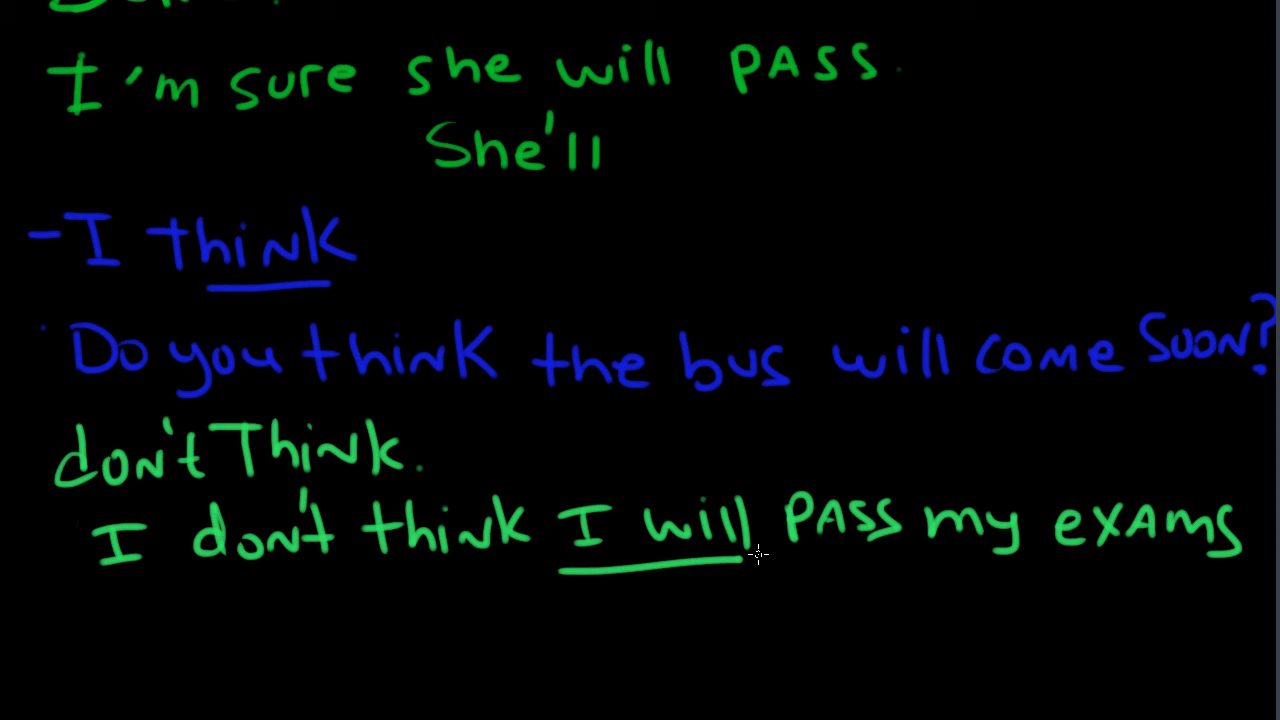 I'm sure she will pass.
She'll
- I think
Do you think the bus will come soon?
don't Think.
I don't think I will pass my exams